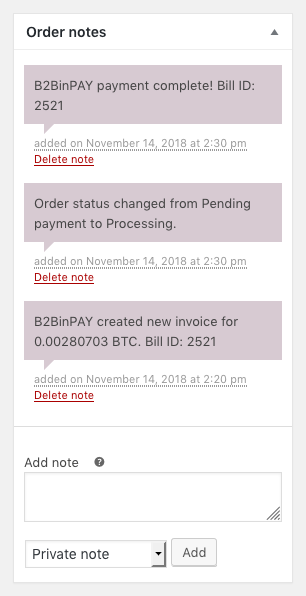 Order notes
B2BinPAY payment complete! Bill ID:
2521
added on November 14, 2018 at 2:30 pm
Delete note
Order status changed from Pending
payment to Processing.
added on November 14, 2018 at 2:30 pm
Delete note
B2BinPAY created new invoice for
0.00280703 BTC. Bill ID: 2521
added on November 14, 2018 at 2:20 pm
Delete note
Add note ?
Private note Add